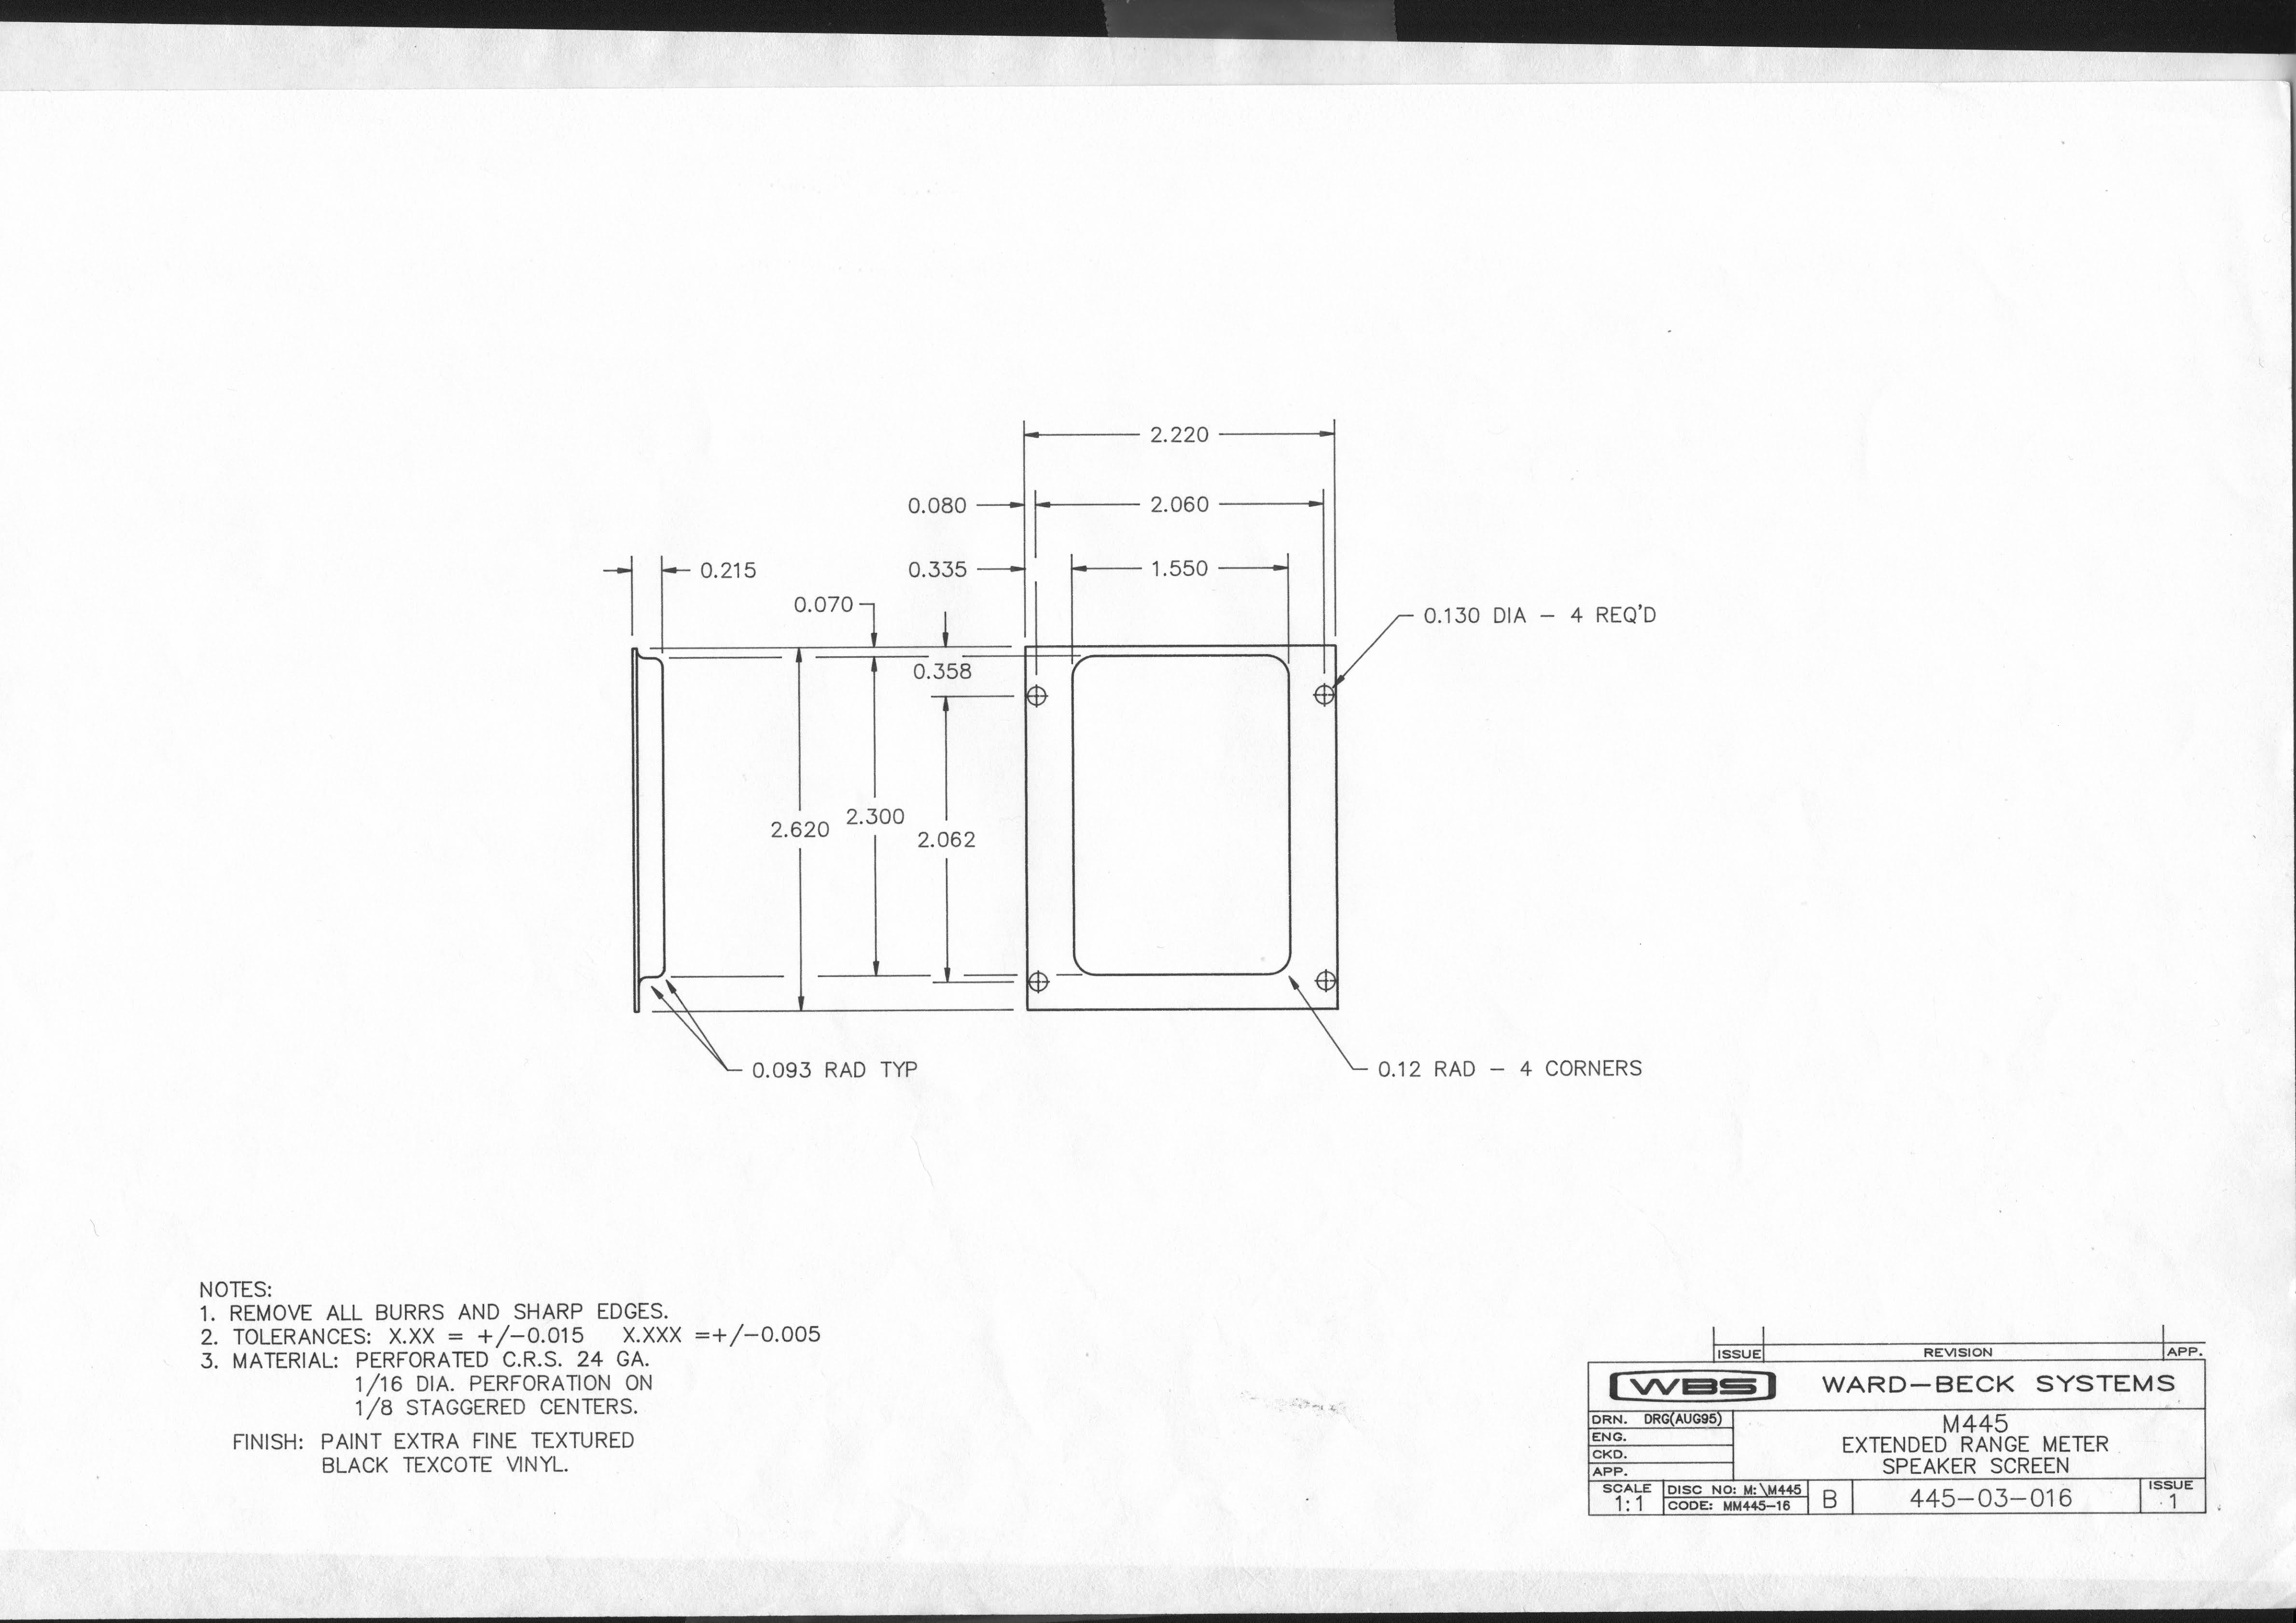 2.220
0.080
2.060
0.215
0.335
1.550
0.070
0.130 DIA – 4 REQ'D
0.358
2.300
2.620
2.062
0.093 RAD TYP
0.12 RAD – 4 CORNERS
NOTES:
1. REMOVE ALL BURRS AND SHARP EDGES.
2. TOLERANCES: X.XX = +/–0.015 X.XXX =+/–0.005
3. MATERIAL: PERFORATED C.R.S. 24 GA.
1/16 DIA. PERFORATION ON
1/8 STAGGERED CENTERS.
FINISH: PAINT EXTRA FINE TEXTURED
BLACK TEXCOTE VINYL.
ISSUE REVISION APP.
WBS WARD–BECK SYSTEMS
DRN. DRG(AUG95)
ENG.
CKD.
APP.
M445
EXTENDED RANGE METER
SPEAKER SCREEN
SCALE
1:1
DISC NO: M:\M445
CODE: MM445–16
B
445–03–016
ISSUE
1